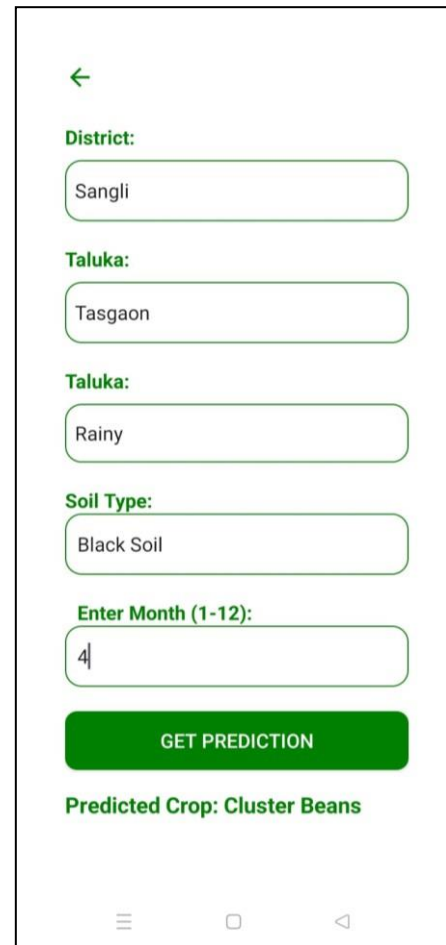 District:
Sangli
Taluka:
Tasgaon
Taluka:
Rainy
Soil Type:
Black Soil
Enter Month (1-12):
4
GET PREDICTION
Predicted Crop: Cluster Beans